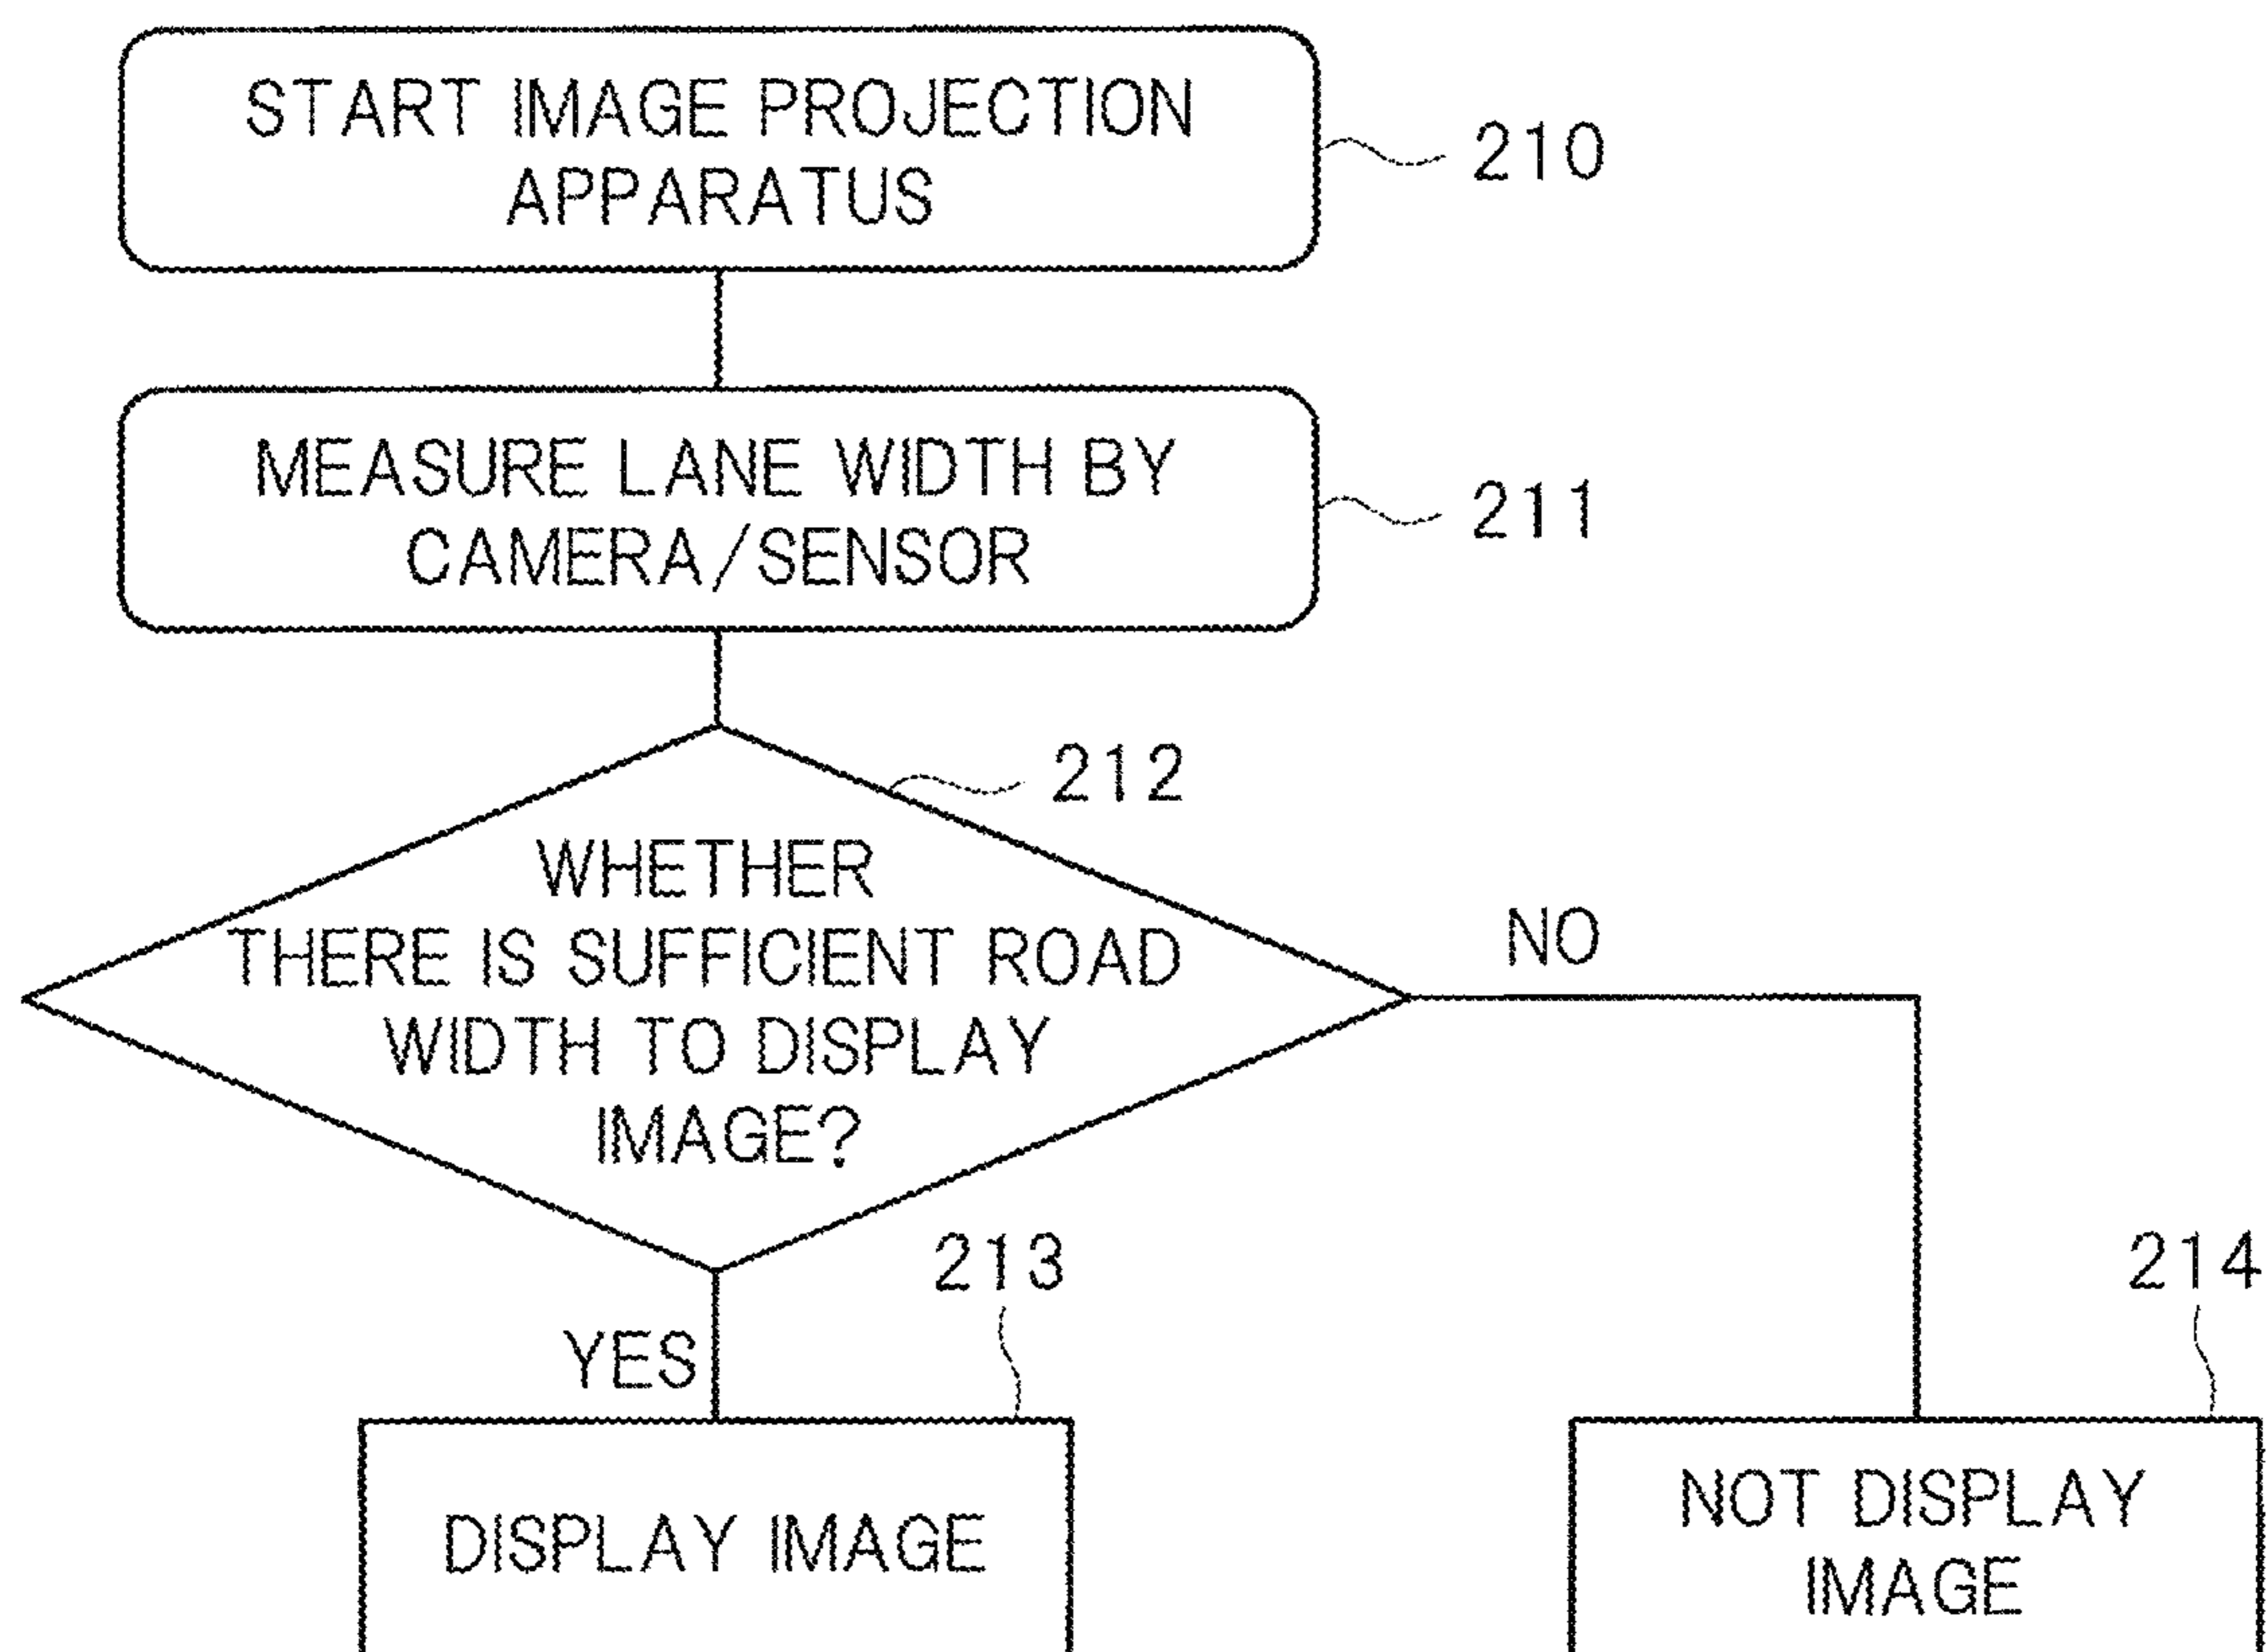 START IMAGE PROJECTION
APPARATUS
210
MEASURE LANE WIDTH BY
CAMERA/SENSOR
211
212
WHETHER
THERE IS SUFFICIENT ROAD
WIDTH TO DISPLAY
IMAGE?
NO
YES
213
214
DISPLAY IMAGE
NOT DISPLAY
IMAGE